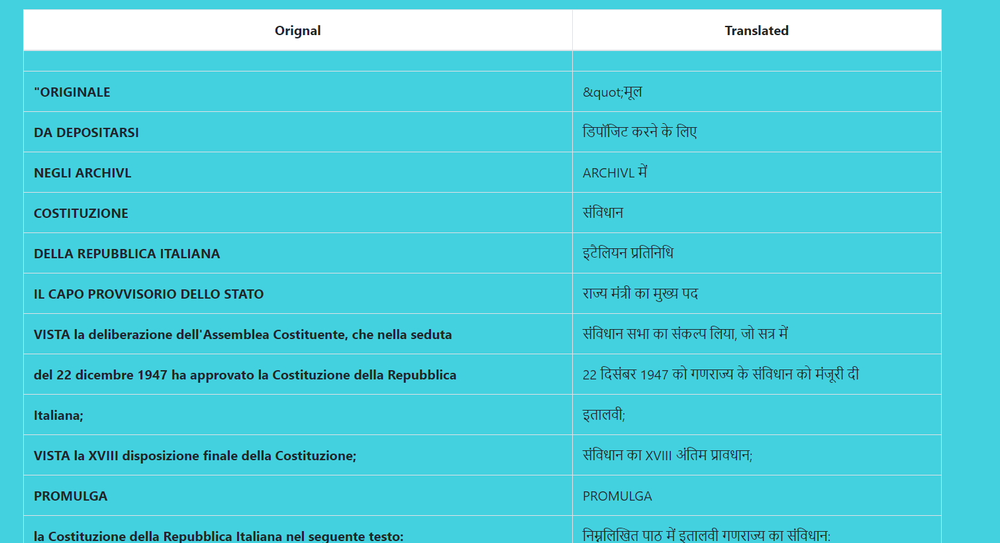 Orignal Translated
"ORIGINALE &quot;मूल
DA DEPOSITARSI डिपॉजिट करने के लिए
NEGLI ARCHIVL ARCHIVL में
COSTITUZIONE संविधान
DELLA REPUBBLICA ITALIANA इटैलियन प्रतिनिधि
IL CAPO PROVVISORIO DELLO STATO राज्य मंत्री का मुख्य पद
VISTA la deliberazione dell'Assemblea Costituente, che nella seduta संविधान सभा का संकल्प लिया, जो सत्र में
del 22 dicembre 1947 ha approvato la Costituzione della Repubblica 22 दिसंबर 1947 को गणराज्य के संविधान को मंजूरी दी
Italiana; इतालवी;
VISTA la XVIII disposizione finale della Costituzione; संविधान का XVIII अंतिम प्रावधान;
PROMULGA PROMULGA
la Costituzione della Repubblica Italiana nel seguente testo: निम्नलिखित पाठ में इतालवी गणराज्य का संविधान: